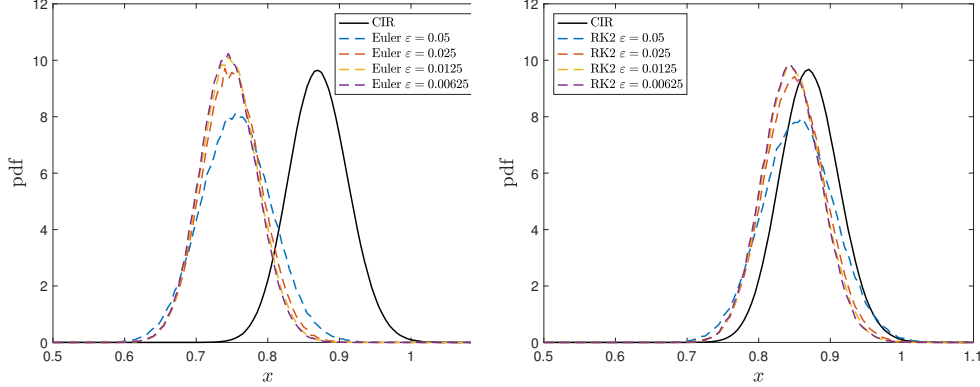 12
10
8
6
4
2
0
pdf
CIR
Euler ε = 0.05
Euler ε = 0.025
Euler ε = 0.0125
Euler ε = 0.00625
0.5 0.6 0.7 0.8 0.9 1
x
12
10
8
6
4
2
0
pdf
CIR
RK2 ε = 0.05
RK2 ε = 0.025
RK2 ε = 0.0125
RK2 ε = 0.00625
0.5 0.6 0.7 0.8 0.9 1 1.1
x